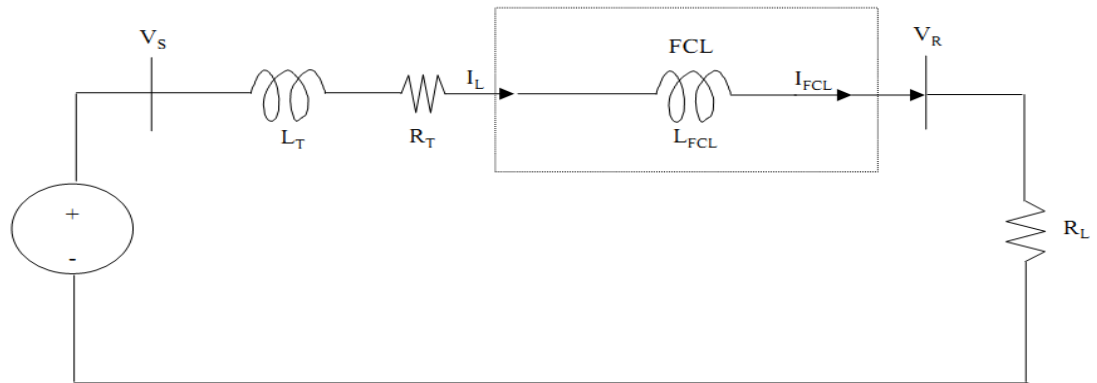 V_S
FCL
V_R
I_L
I_FCL
L_T
R_T
L_FCL
+
-
R_L